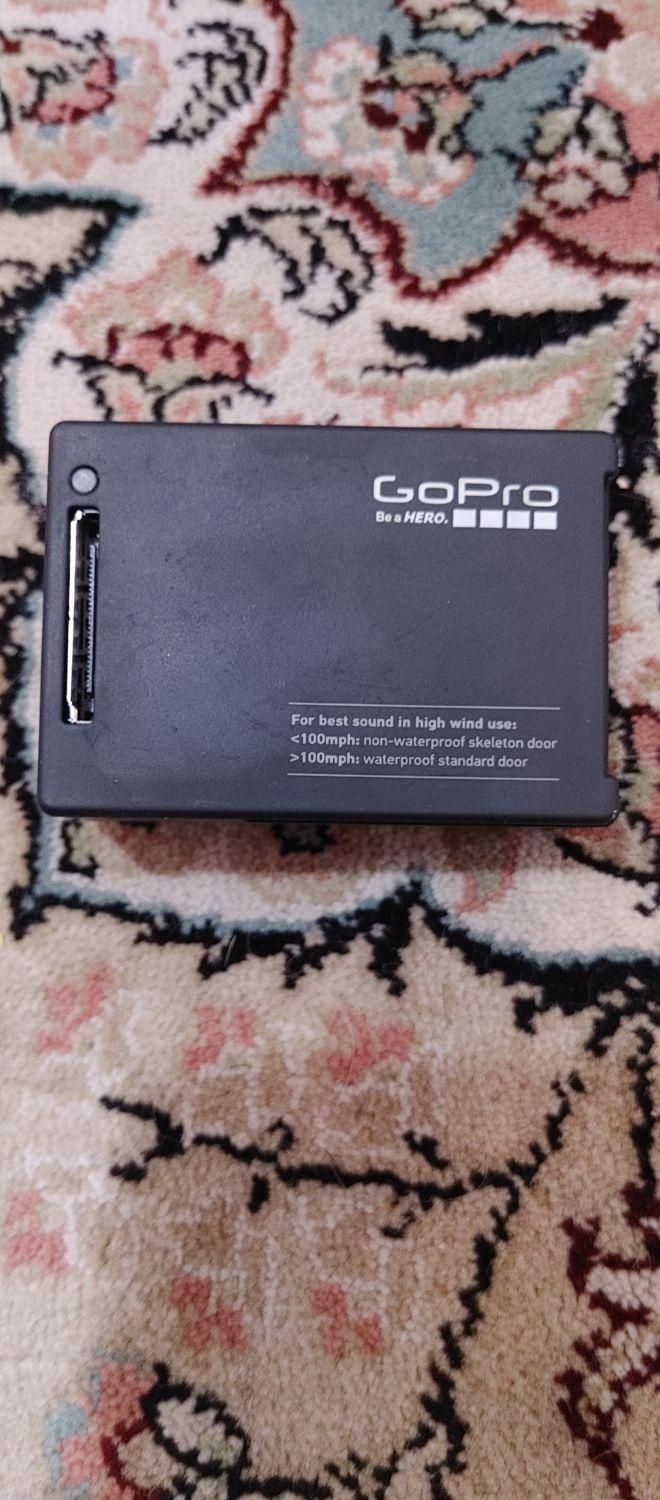 GoPro
Be a HERO.
For best sound in high wind use:
<100mph: non-waterproof skeleton door
>100mph: waterproof standard door